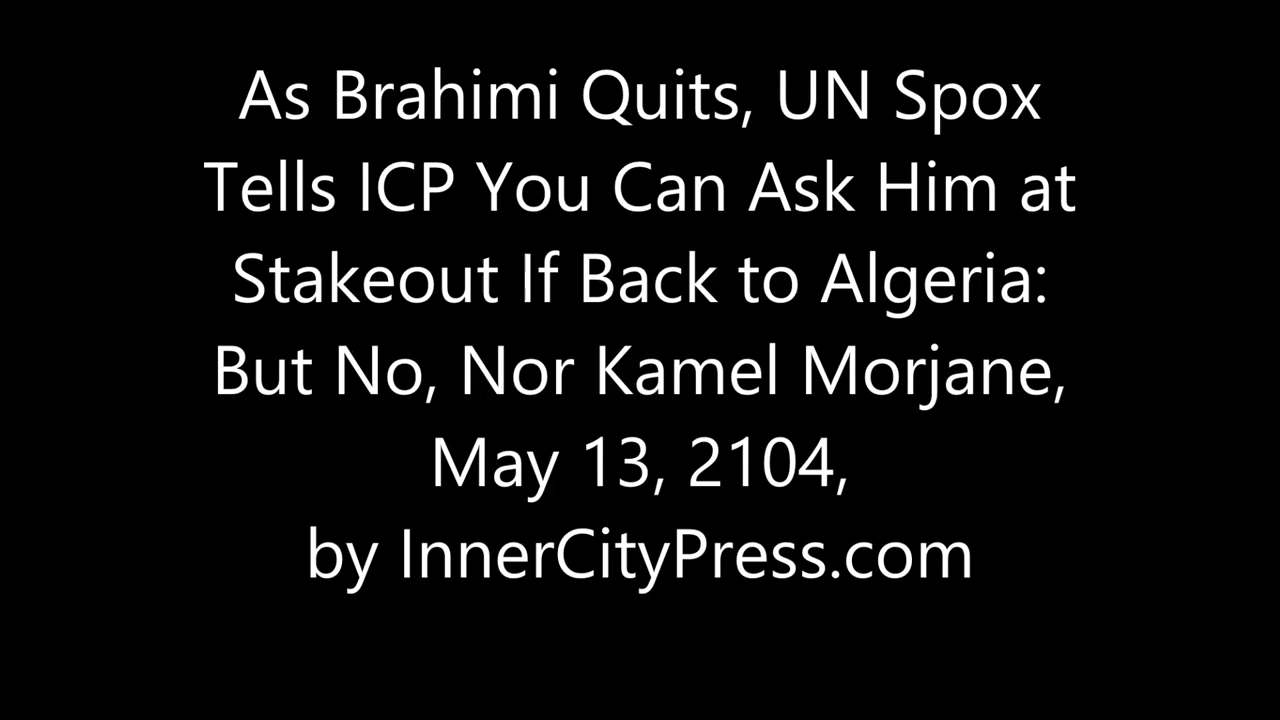 As Brahimi Quits, UN Spox
Tells ICP You Can Ask Him at
Stakeout If Back to Algeria:
But No, Nor Kamel Morjane,
May 13, 2104,
by InnerCityPress.com